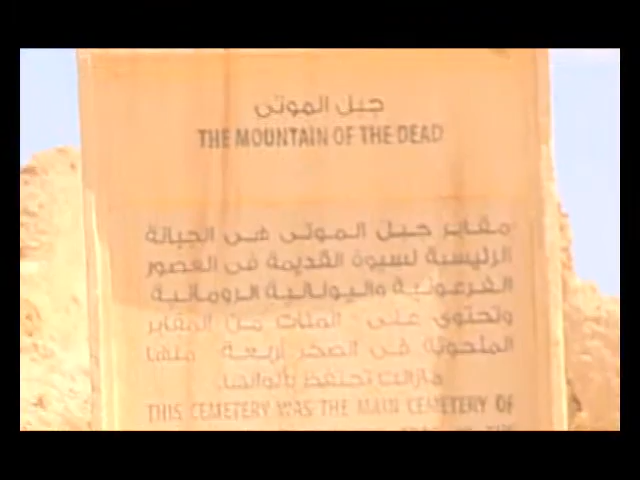 جبل الموتى
THE MOUNTAIN OF THE DEAD
مقابر جبل الموتى هى الجبانة
الرئيسية لسيوة القديمة فى العصور
الفرعونية واليونانية الرومانية
وتحتوى على المئات من المقابر
المنحوتة فى الصخر أربعة منها
مازالت تحتفظ بألوانها.
THIS CEMETERY WAS THE MAIN CEMETERY OF